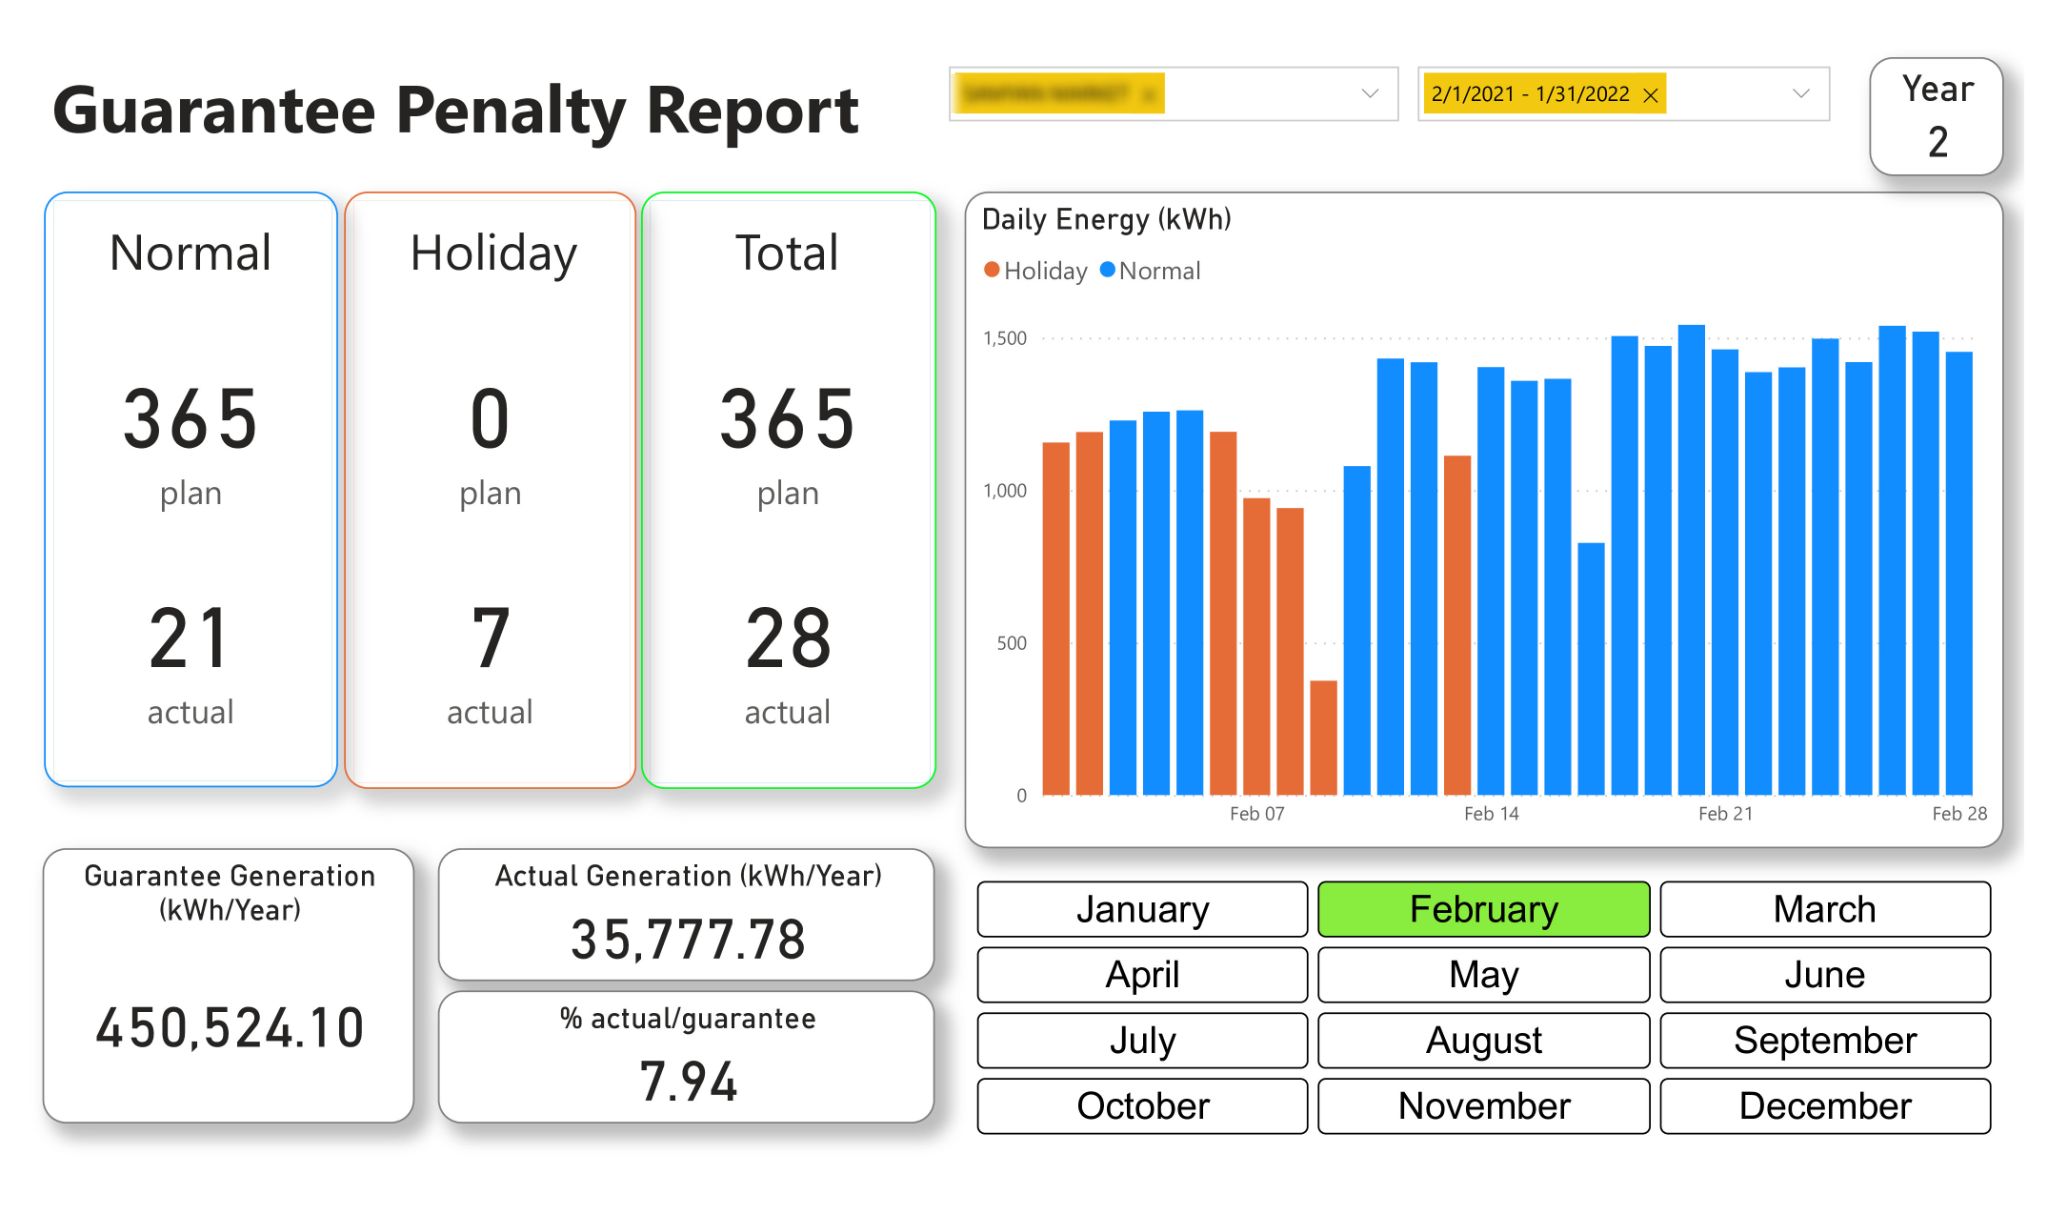 Guarantee Penalty Report
2/1/2021 - 1/31/2022
Year
2
Normal
365
plan
21
actual
Holiday
0
plan
7
actual
Total
365
plan
28
actual
Daily Energy (kWh)
Holiday Normal
1,500
1,000
500
0
Feb 07 Feb 14 Feb 21 Feb 28
Guarantee Generation
(kWh/Year)
450,524.10
Actual Generation (kWh/Year)
35,777.78
% actual/guarantee
7.94
January February March
April May June
July August September
October November December